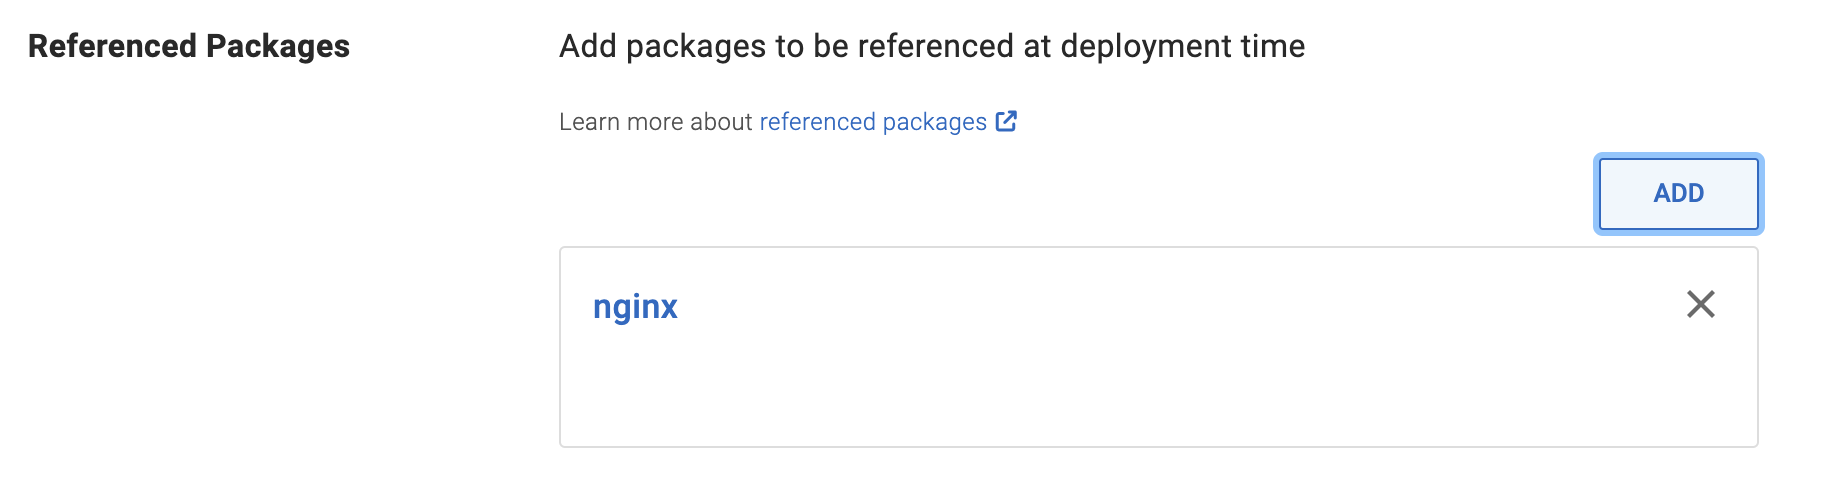 Referenced Packages
Add packages to be referenced at deployment time
Learn more about referenced packages
ADD
nginx